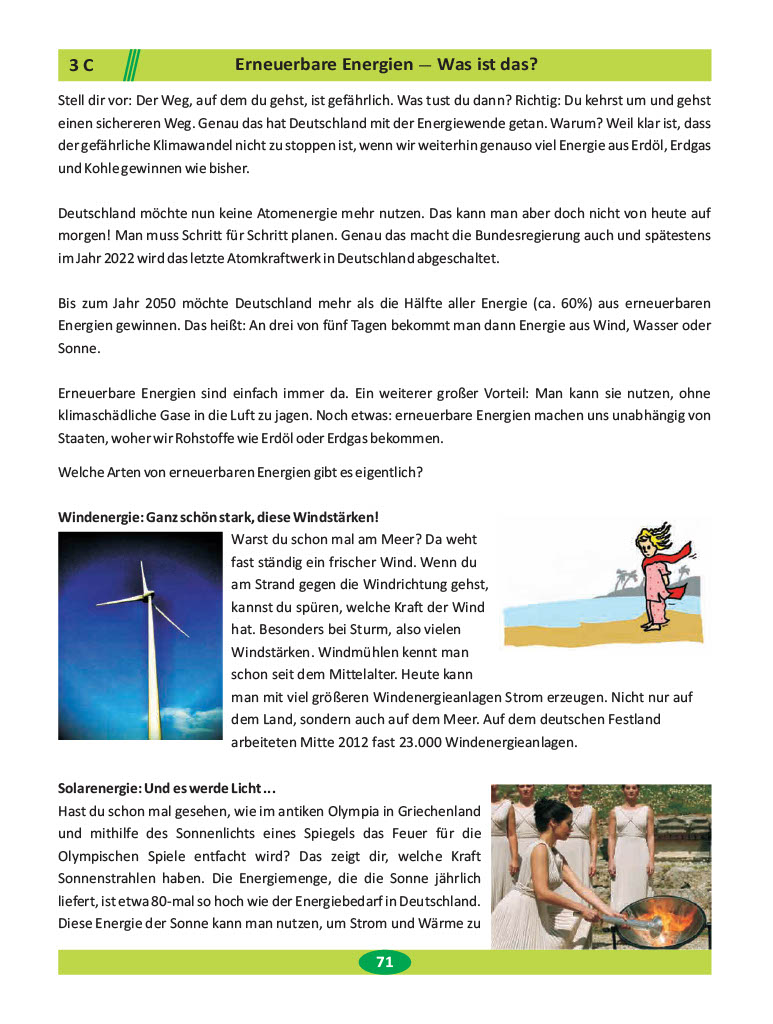 3 C
Erneuerbare Energien — Was ist das?
Stell dir vor: Der Weg, auf dem du gehst, ist gefährlich. Was tust du dann? Richtig: Du kehrst um und gehst
einen sichereren Weg. Genau das hat Deutschland mit der Energiewende getan. Warum? Weil klar ist, dass
der gefährliche Klimawandel nicht zu stoppen ist, wenn wir weiterhin genauso viel Energie aus Erdöl, Erdgas
und Kohle gewinnen wie bisher.
Deutschland möchte nun keine Atomenergie mehr nutzen. Das kann man aber doch nicht von heute auf
morgen! Man muss Schritt für Schritt planen. Genau das macht die Bundesregierung auch und spätestens
im Jahr 2022 wird das letzte Atomkraftwerk in Deutschland abgeschaltet.
Bis zum Jahr 2050 möchte Deutschland mehr als die Hälfte aller Energie (ca. 60%) aus erneuerbaren
Energien gewinnen. Das heißt: An drei von fünf Tagen bekommt man dann Energie aus Wind, Wasser oder
Sonne.
Erneuerbare Energien sind einfach immer da. Ein weiterer großer Vorteil: Man kann sie nutzen, ohne
klimaschädliche Gase in die Luft zu jagen. Noch etwas: erneuerbare Energien machen uns unabhängig von
Staaten, woher wir Rohstoffe wie Erdöl oder Erdgas bekommen.
Welche Arten von erneuerbaren Energien gibt es eigentlich?
Windenergie: Ganz schön stark, diese Windstärken!
Warst du schon mal am Meer? Da weht
fast ständig ein frischer Wind. Wenn du
am Strand gegen die Windrichtung gehst,
kannst du spüren, welche Kraft der Wind
hat. Besonders bei Sturm, also vielen
Windstärken. Windmühlen kennt man
schon seit dem Mittelalter. Heute kann
man mit viel größeren Windenergieanlagen Strom erzeugen. Nicht nur auf
dem Land, sondern auch auf dem Meer. Auf dem deutschen Festland
arbeiteten Mitte 2012 fast 23.000 Windenergieanlagen.
Solarenergie: Und es werde Licht ...
Hast du schon mal gesehen, wie im antiken Olympia in Griechenland
und mithilfe des Sonnenlichts eines Spiegels das Feuer für die
Olympischen Spiele entfacht wird? Das zeigt dir, welche Kraft
Sonnenstrahlen haben. Die Energiemenge, die die Sonne jährlich
liefert, ist etwa 80-mal so hoch wie der Energiebedarf in Deutschland.
Diese Energie der Sonne kann man nutzen, um Strom und Wärme zu
71